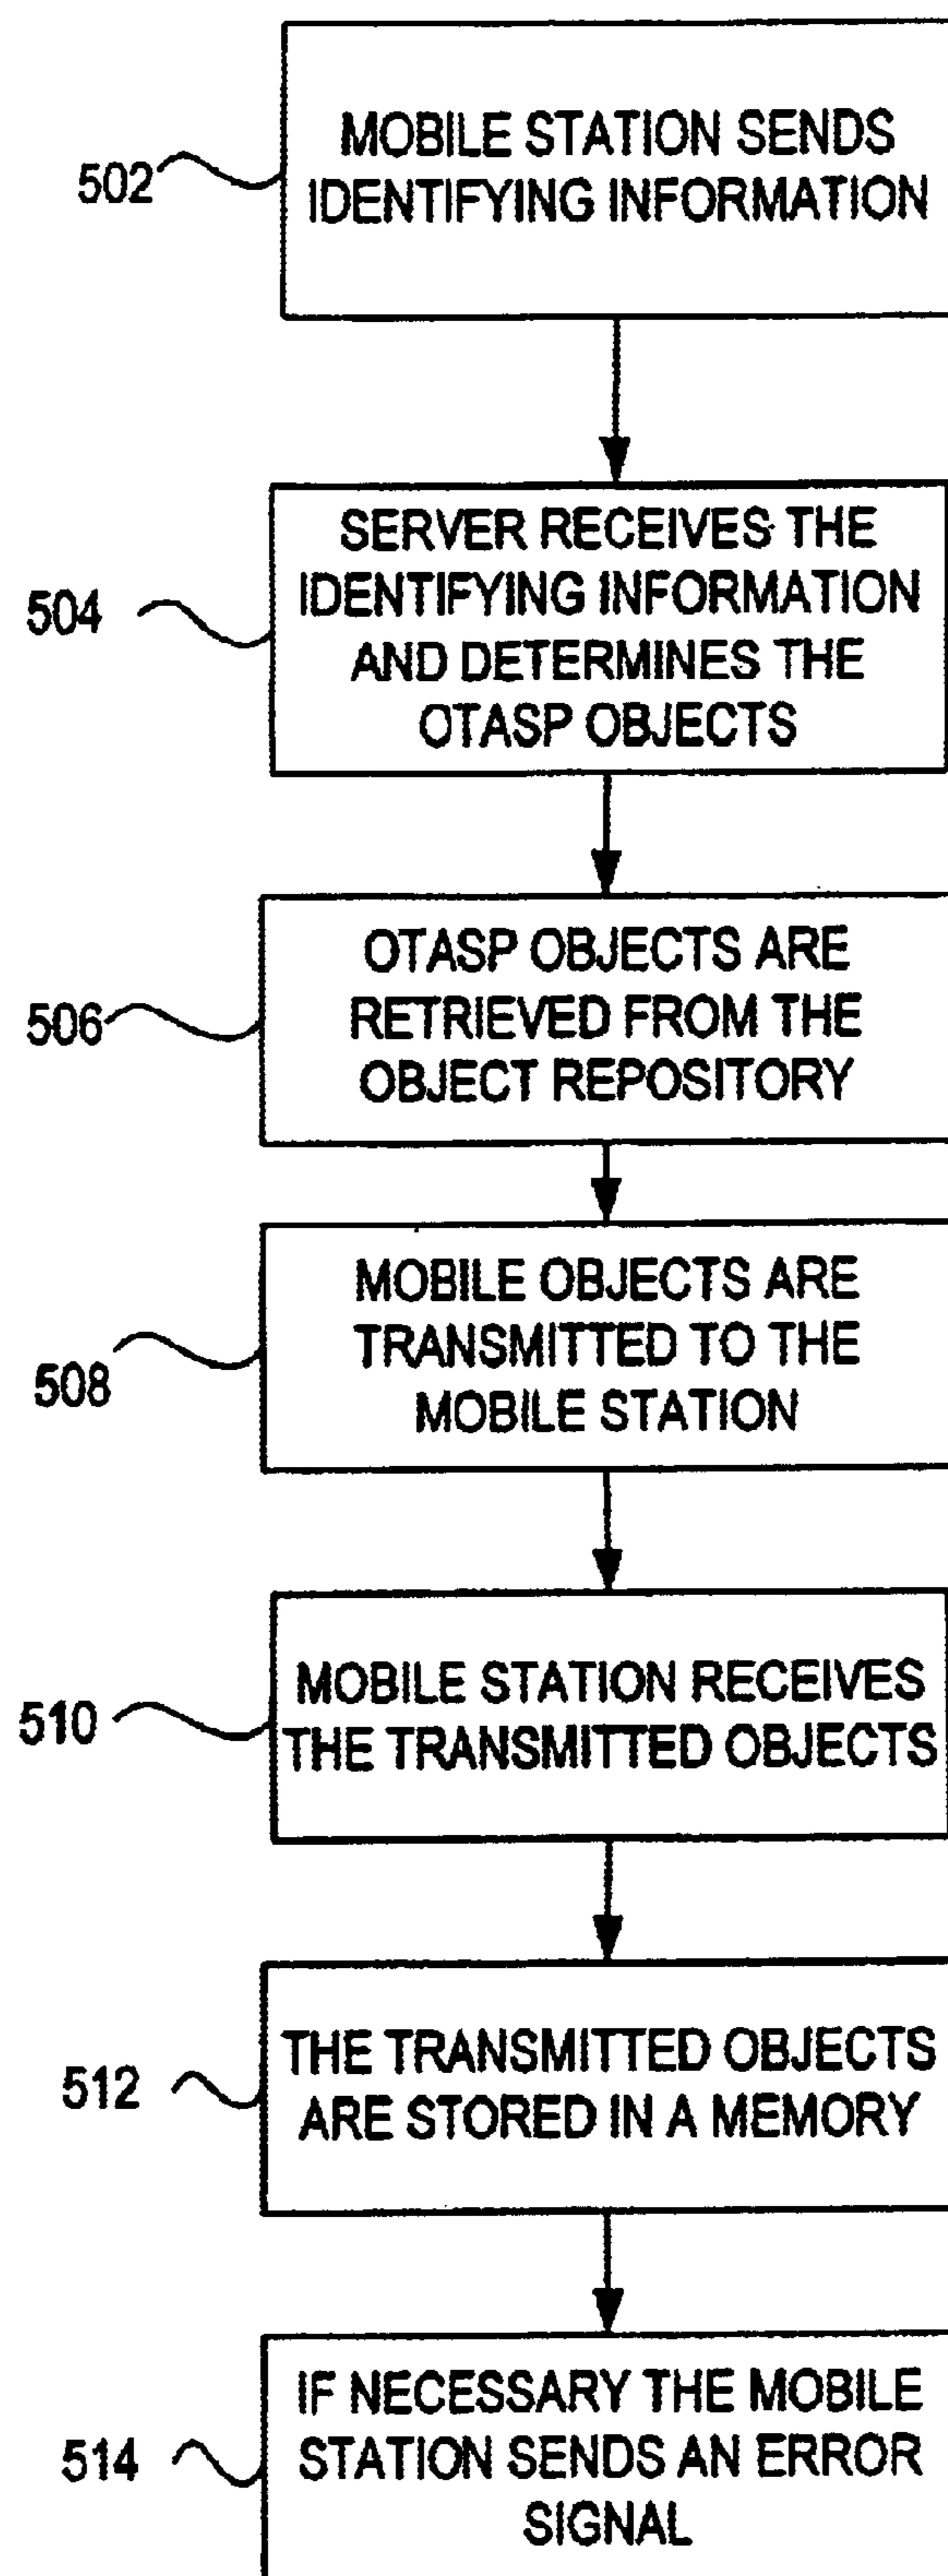 502
MOBILE STATION SENDS
IDENTIFYING INFORMATION
504
SERVER RECEIVES THE
IDENTIFYING INFORMATION
AND DETERMINES THE
OTASP OBJECTS
506
OTASP OBJECTS ARE
RETRIEVED FROM THE
OBJECT REPOSITORY
508
MOBILE OBJECTS ARE
TRANSMITTED TO THE
MOBILE STATION
510
MOBILE STATION RECEIVES
THE TRANSMITTED OBJECTS
512
THE TRANSMITTED OBJECTS
ARE STORED IN A MEMORY
514
IF NECESSARY THE MOBILE
STATION SENDS AN ERROR
SIGNAL